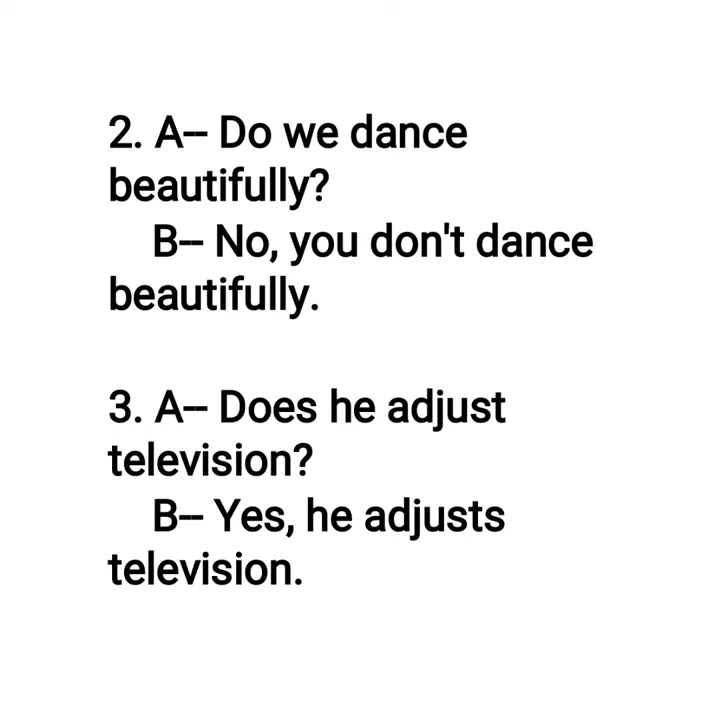 2. A-- Do we dance
beautifully?
B-- No, you don't dance
beautifully.
3. A-- Does he adjust
television?
B-- Yes, he adjusts
television.